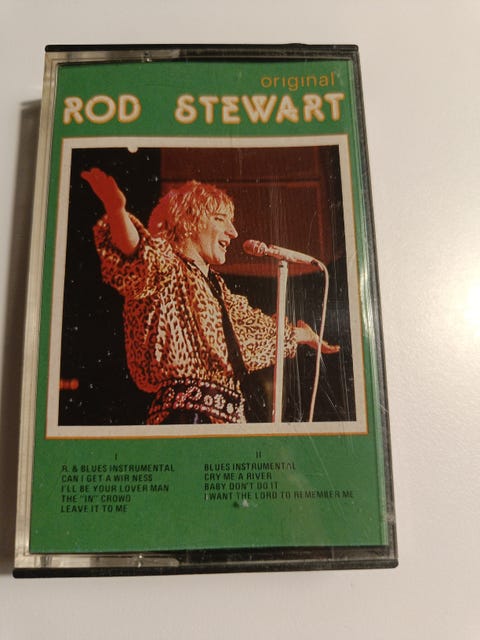 original
ROD STEWART
I
R. & BLUES INSTRUMENTAL
CAN I GET A WIR NESS
I'LL BE YOUR LOVER MAN
THE "IN" CROWD
LEAVE IT TO ME
II
BLUES INSTRUMENTAL
CRY ME A RIVER
BABY DON'T DO IT
I WANT THE LORD TO REMEMBER ME